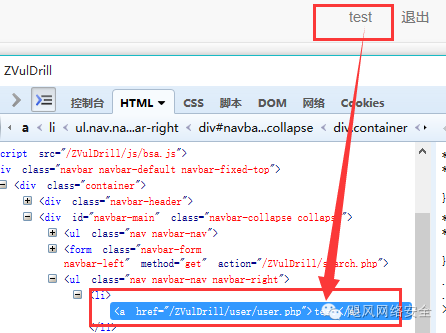 test 退出
ZVulDrill
控制台 HTML CSS 脚本 DOM 网络 Cookies
a < li < ul.nav.na...ar-right < div#navba...collapse < div.container <
cript src="/ZVulDrill/js/bsa.js">
iv class="navbar navbar-default navbar-fixed-top">
<div class="container">
<div class="navbar-header">
<div id="navbar-main" class="navbar-collapse collapse">
<ul class="nav navbar-nav">
<form class="navbar-form
navbar-left" method="get" action="/ZVulDrill/search.php">
<ul class="nav navbar-nav navbar-right">
<li>
<a href="/ZVulDrill/user/user.php">
飓风网络安全
</li>